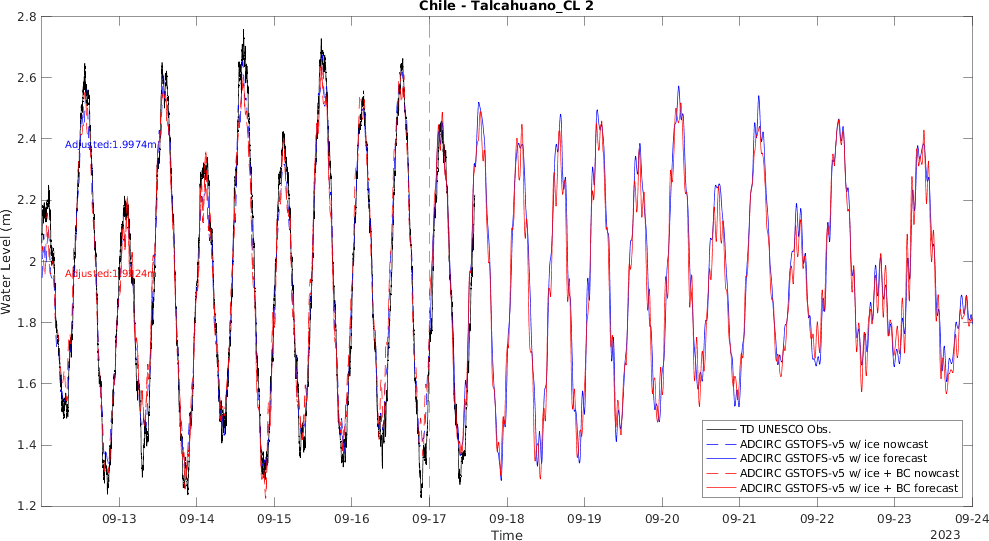 Chile - Talcahuano_CL 2
2.8
2.6
2.4
2.2
2
1.8
1.6
1.4
1.2
Water Level (m)
Adjusted:1.9974m
TD UNESCO Obs.
ADCIRC GSTOFS-v5 w/ ice nowcast
ADCIRC GSTOFS-v5 w/ ice forecast
ADCIRC GSTOFS-v5 w/ ice + BC nowcast
ADCIRC GSTOFS-v5 w/ ice + BC forecast
09-13
09-14
09-15
09-16
09-17
09-18
09-19
09-20
09-21
09-22
09-23
09-24
Time
2023